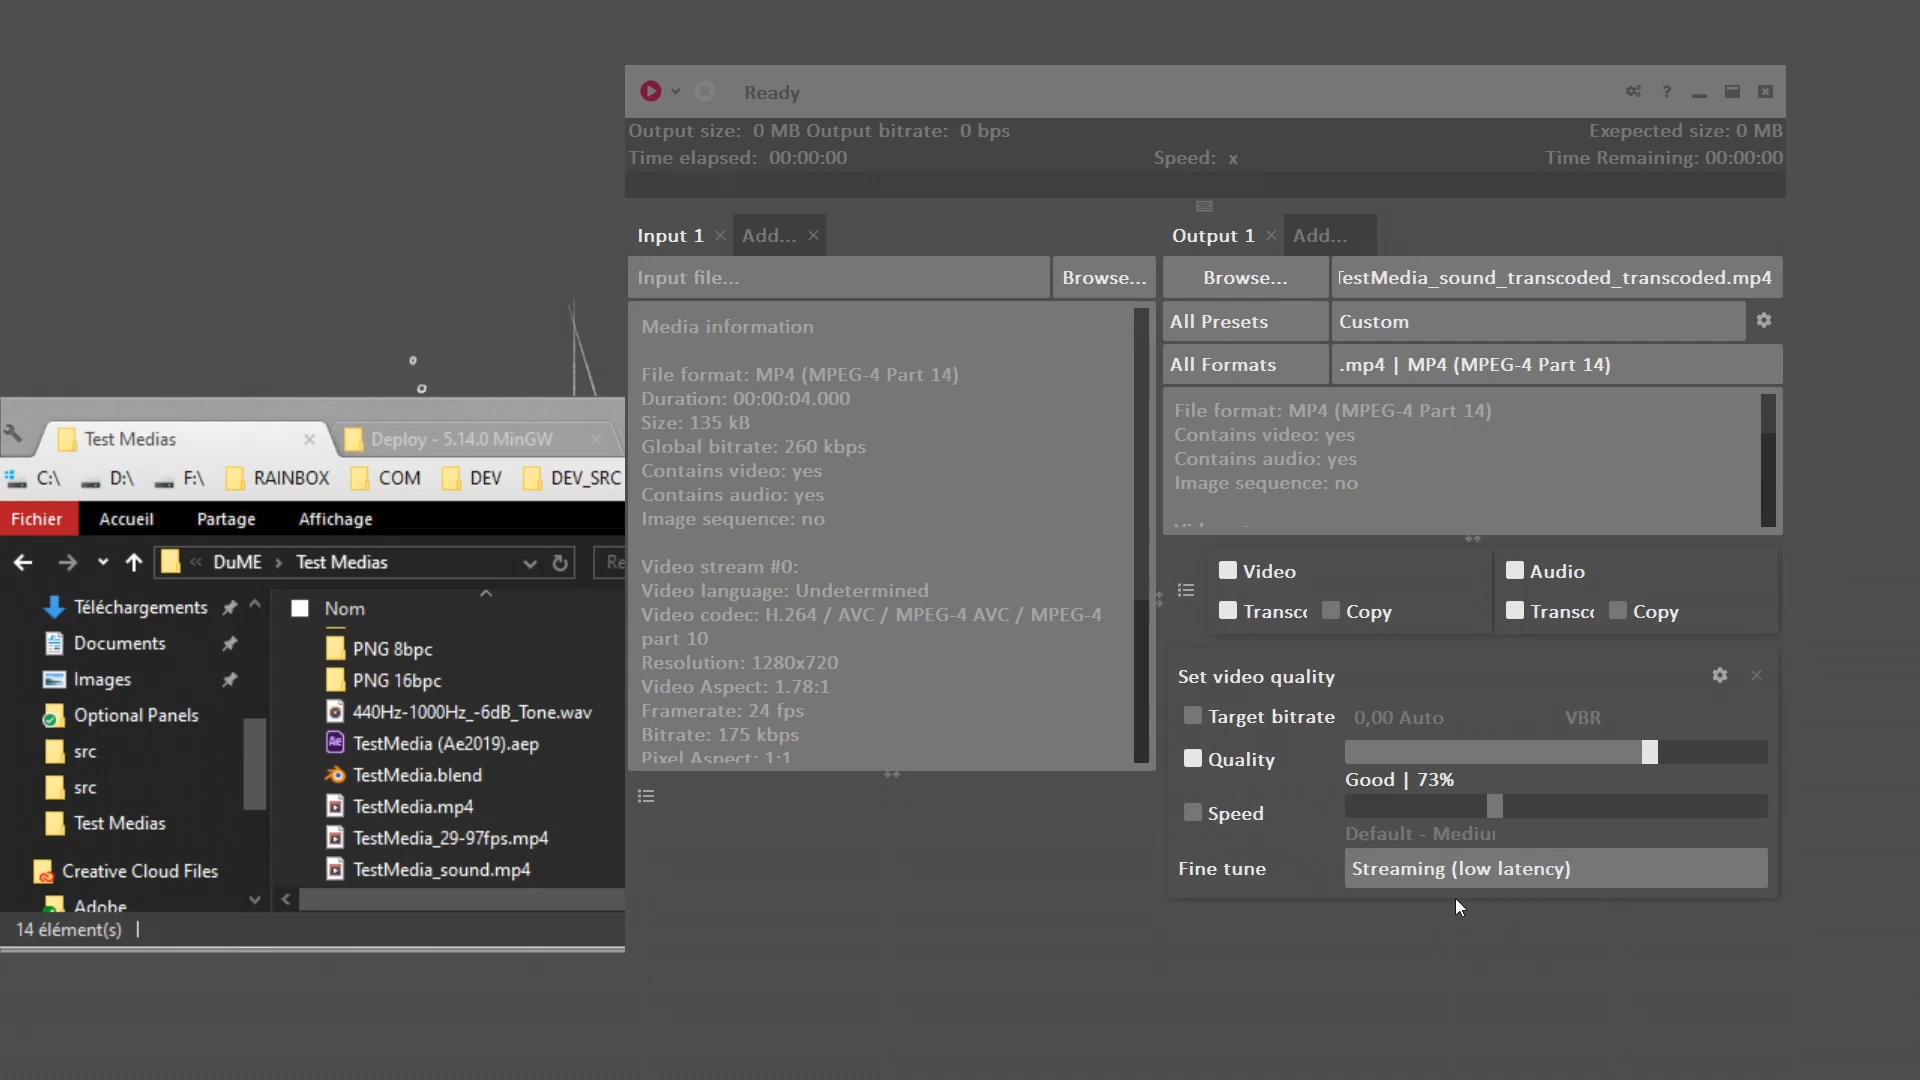 Ready
Output size: 0 MB Output bitrate: 0 bps
Exepected size: 0 MB
Time elapsed: 00:00:00
Speed: x
Time Remaining: 00:00:00
Input 1
Add...
Input file...
Browse...
Media information
File format: MP4 (MPEG-4 Part 14)
Duration: 00:00:04.000
Size: 135 kB
Global bitrate: 260 kbps
Contains video: yes
Contains audio: yes
Image sequence: no
Video stream #0:
Video language: Undetermined
Video codec: H.264 / AVC / MPEG-4 AVC / MPEG-4
part 10
Resolution: 1280x720
Video Aspect: 1.78:1
Framerate: 24 fps
Bitrate: 175 kbps
Pixel Aspect: 1:1
Output 1
Add...
Browse...
TestMedia_sound_transcoded_transcoded.mp4
All Presets
Custom
All Formats
.mp4 | MP4 (MPEG-4 Part 14)
File format: MP4 (MPEG-4 Part 14)
Contains video: yes
Contains audio: yes
Image sequence: no
Video
Transc
Copy
Audio
Transc
Copy
Set video quality
Target bitrate
0,00 Auto
VBR
Quality
Good | 73%
Speed
Default - Mediu
Fine tune
Streaming (low latency)
Test Medias
Deploy - 5.14.0 MinGW
C:\
D:\
F:\
RAINBOX
COM
DEV
DEV_SRC
Fichier
Accueil
Partage
Affichage
« DuME > Test Medias
Re
Téléchargements
Documents
Images
Optional Panels
src
src
Test Medias
Creative Cloud Files
Adobe
Nom
PNG 8bpc
PNG 16bpc
440Hz-1000Hz_-6dB_Tone.wav
TestMedia (Ae2019).aep
TestMedia.blend
TestMedia.mp4
TestMedia_29-97fps.mp4
TestMedia_sound.mp4
14 élément(s)